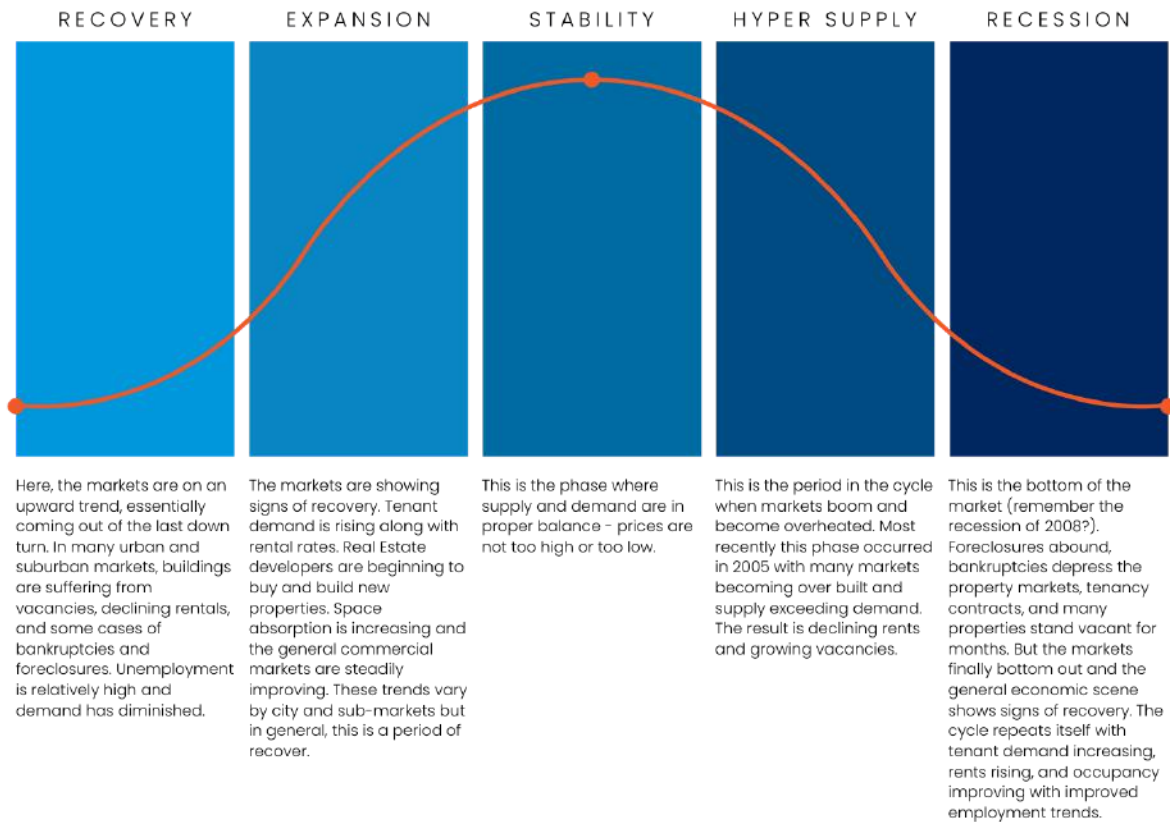 RECOVERY
EXPANSION
STABILITY
HYPER SUPPLY
RECESSION
Here, the markets are on an
upward trend, essentially
coming out of the last down
turn. In many urban and
suburban markets, buildings
are suffering from
vacancies, declining rentals,
and some cases of
bankruptcies and
foreclosures. Unemployment
is relatively high and
demand has diminished.
The markets are showing
signs of recovery. Tenant
demand is rising along with
rental rates. Real Estate
developers are beginning to
buy and build new
properties. Space
absorption is increasing and
the general commercial
markets are steadily
improving. These trends vary
by city and sub-markets but
in general, this is a period of
recover.
This is the phase where
supply and demand are in
proper balance - prices are
not too high or too low.
This is the period in the cycle
when markets boom and
become overheated. Most
recently this phase occurred
in 2005 with many markets
becoming over built and
supply exceeding demand.
The result is declining rents
and growing vacancies.
This is the bottom of the
market (remember the
recession of 2008?).
Foreclosures abound,
bankruptcies depress the
property markets, tenancy
contracts, and many
properties stand vacant for
months. But the markets
finally bottom out and the
general economic scene
shows signs of recovery. The
cycle repeats itself with
tenant demand increasing,
rents rising, and occupancy
improving with improved
employment trends.